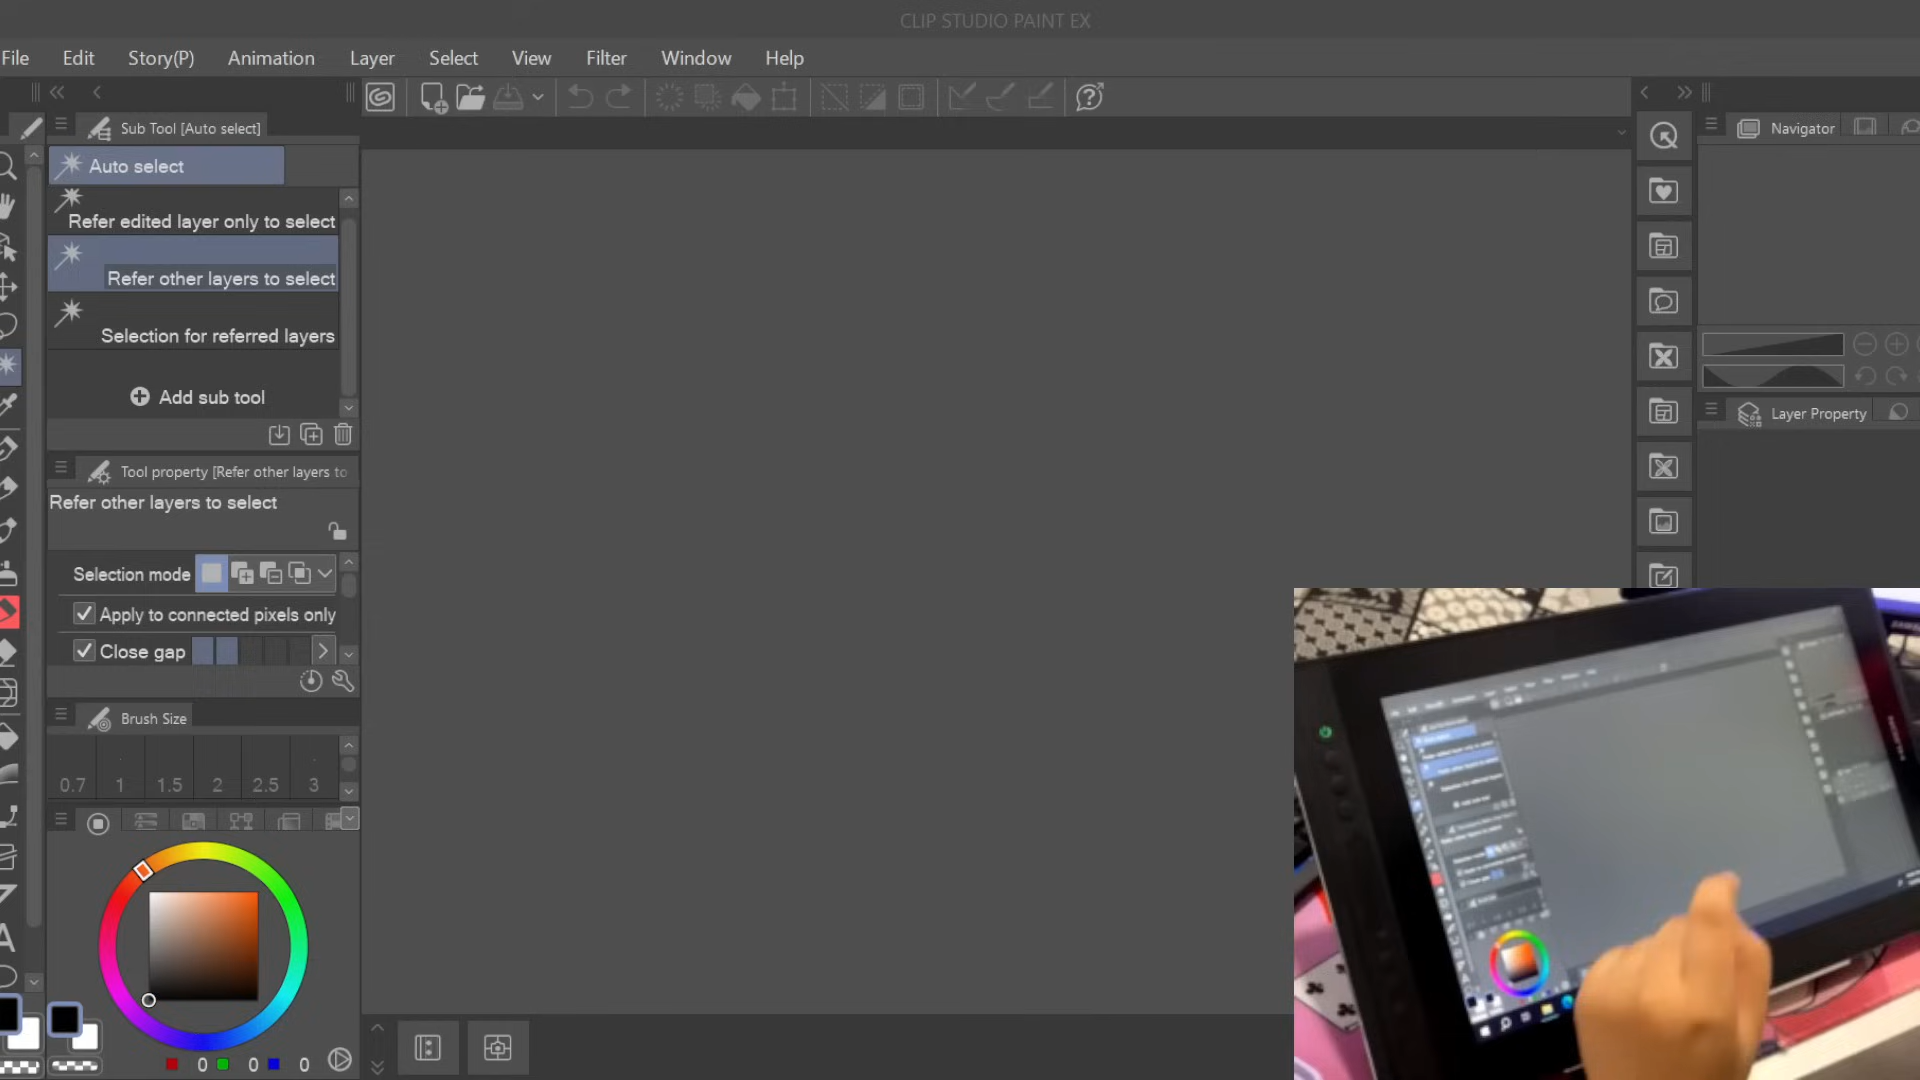 CLIP STUDIO PAINT EX
File Edit Story(P) Animation Layer Select View Filter Window Help
Sub Tool [Auto select]
Auto select
Refer edited layer only to select
Refer other layers to select
Selection for referred layers
Add sub tool
Tool property [Refer other layers to
Refer other layers to select
Selection mode
Apply to connected pixels only
Close gap
Brush Size
0.7 1 1.5 2 2.5 3
0 0 0
Navigator
Layer Property